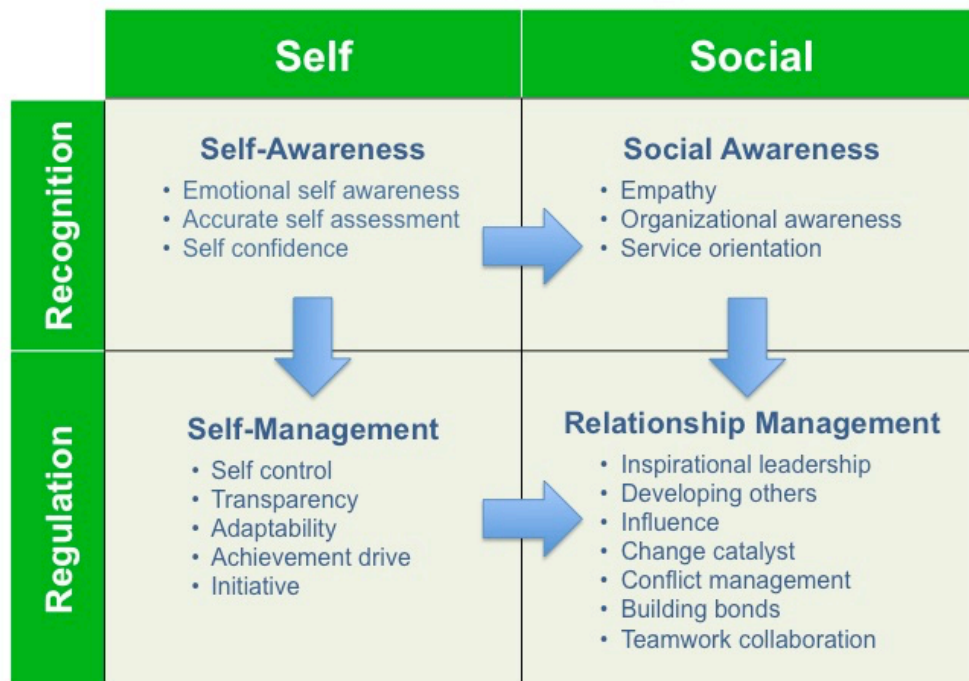 Self
Social
Recognition
Self-Awareness
• Emotional self awareness
• Accurate self assessment
• Self confidence
Social Awareness
• Empathy
• Organizational awareness
• Service orientation
Regulation
Self-Management
• Self control
• Transparency
• Adaptability
• Achievement drive
• Initiative
Relationship Management
• Inspirational leadership
• Developing others
• Influence
• Change catalyst
• Conflict management
• Building bonds
• Teamwork collaboration